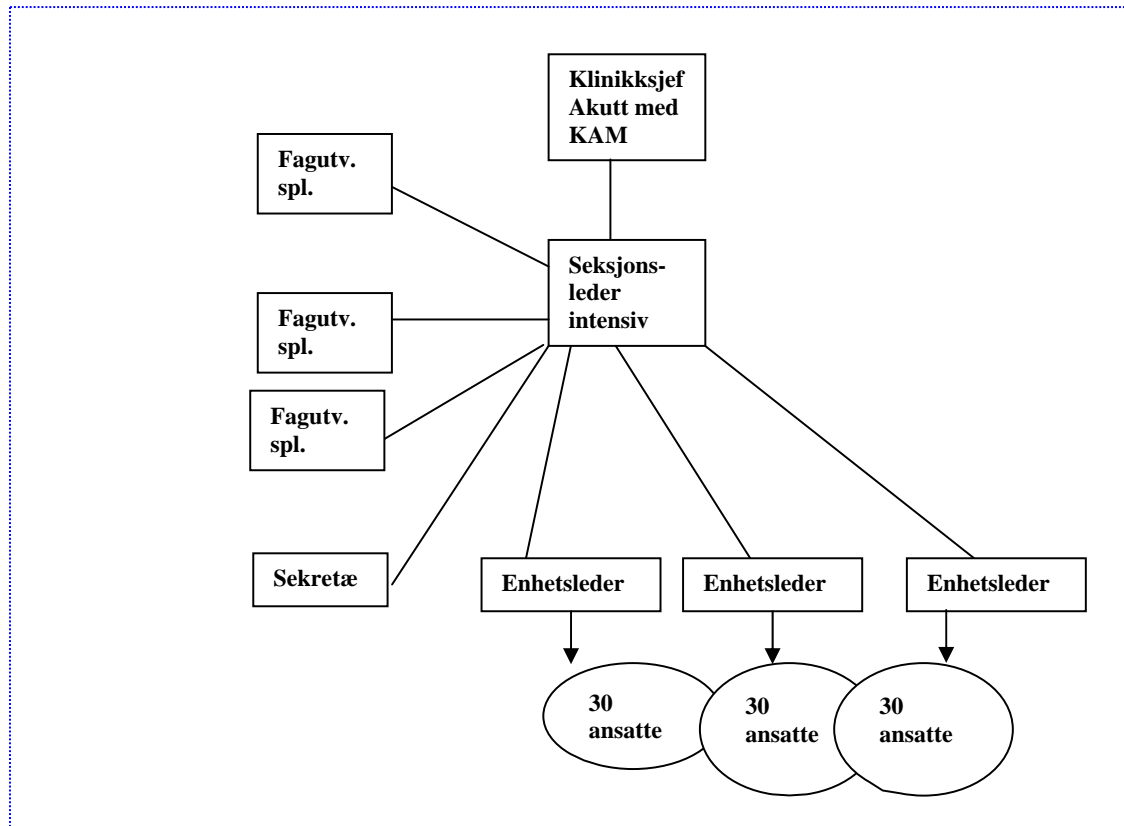 Klinikksjef
Akutt med
KAM
Fagutv.
spl.
Seksjons-
leder
intensiv
Fagutv.
spl.
Fagutv.
spl.
Sekretæ
Enhetsleder
Enhetsleder
Enhetsleder
30
ansatte
30
ansatte
30
ansatte